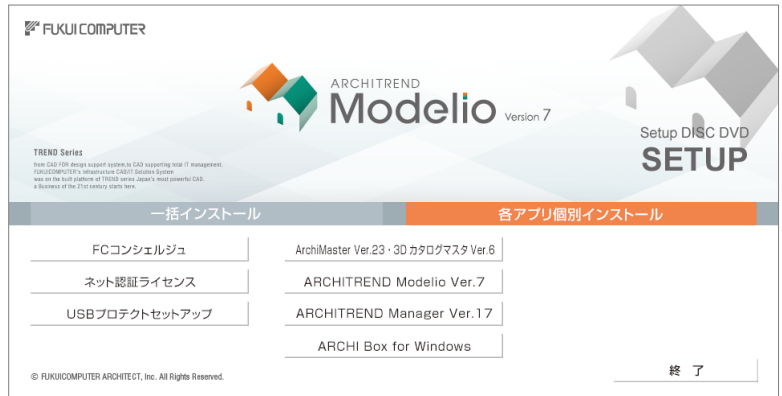 FUKUI COMPUTER
ARCHITREND
Modelio Version 7
Setup DISC DVD
SETUP
TREND Series
from CAD FOR design support system,to CAD supporting total IT management.
FUKUICOMPUTER's infrastructure CAD/IT Solution System
was on the built platform of TREND series Japan's most powerful CAD.
a Business of the 21st century starts here.
一括インストール
各アプリ個別インストール
FCコンシェルジュ
ArchiMaster Ver.23・3D カタログマスタ Ver.6
ネット認証ライセンス
ARCHITREND Modelio Ver.7
USBプロテクトセットアップ
ARCHITREND Manager Ver.17
ARCHI Box for Windows
終 了
© FUKUICOMPUTER ARCHITECT, Inc. All Rights Reserved.